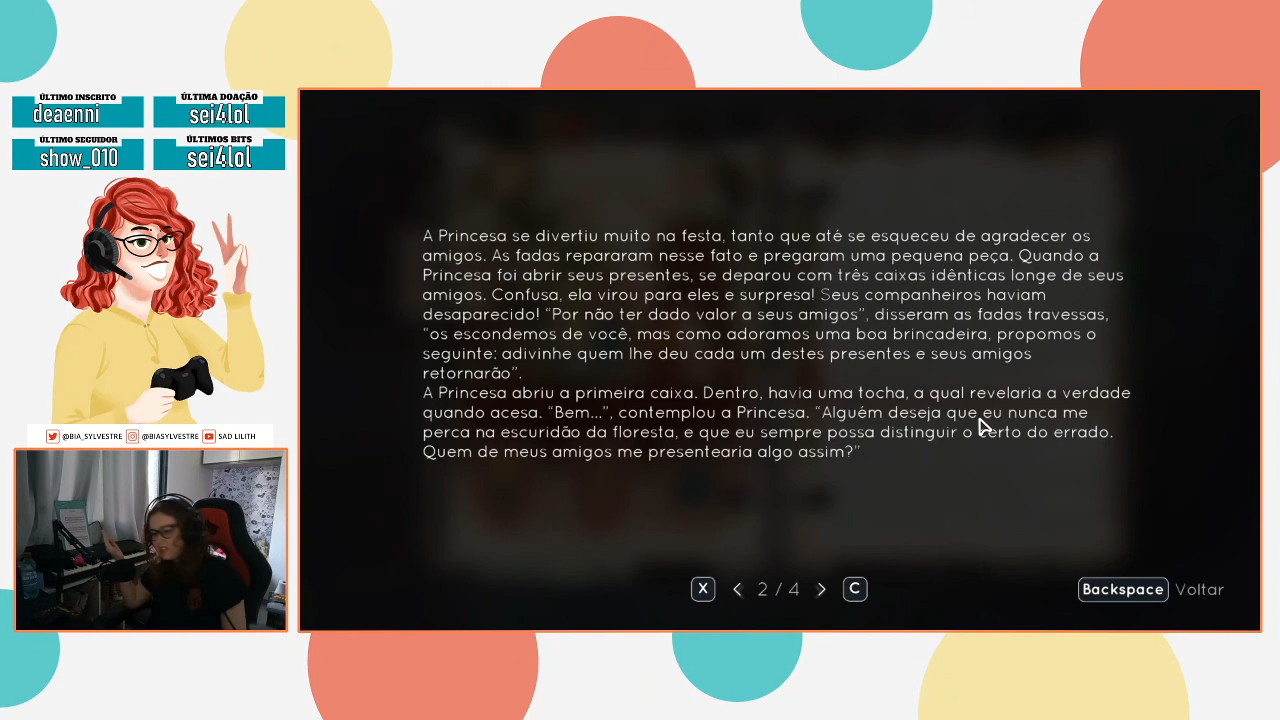 ÚLTIMO INSCRITO
deaenni
ÚLTIMA DOAÇÃO
sei4lol
ÚLTIMO SEGUIDOR
show_010
ÚLTIMOS BITS
sei4lol
@BIA_SYLVESTRE @BIASYLVESTRE SAD LILITH
A Princesa se divertiu muito na festa, tanto que até se esqueceu de agradecer os
amigos. As fadas repararam nesse fato e pregaram uma pequena peça. Quando a
Princesa foi abrir seus presentes, se deparou com três caixas idênticas longe de seus
amigos. Confusa, ela virou para eles e surpresa! Seus companheiros haviam
desaparecido! “Por não ter dado valor a seus amigos”, disseram as fadas travessas,
“os escondemos de você, mas como adoramos uma boa brincadeira, propomos o
seguinte: adivinhe quem lhe deu cada um destes presentes e seus amigos
retornarão”.
A Princesa abriu a primeira caixa. Dentro, havia uma tocha, a qual revelaria a verdade
quando acesa. “Bem...”, contemplou a Princesa. “Alguém deseja que eu nunca me
perca na escuridão da floresta, e que eu sempre possa distinguir o certo do errado.
Quem de meus amigos me presentearia algo assim?”
X < 2 / 4 > C
Backspace Voltar